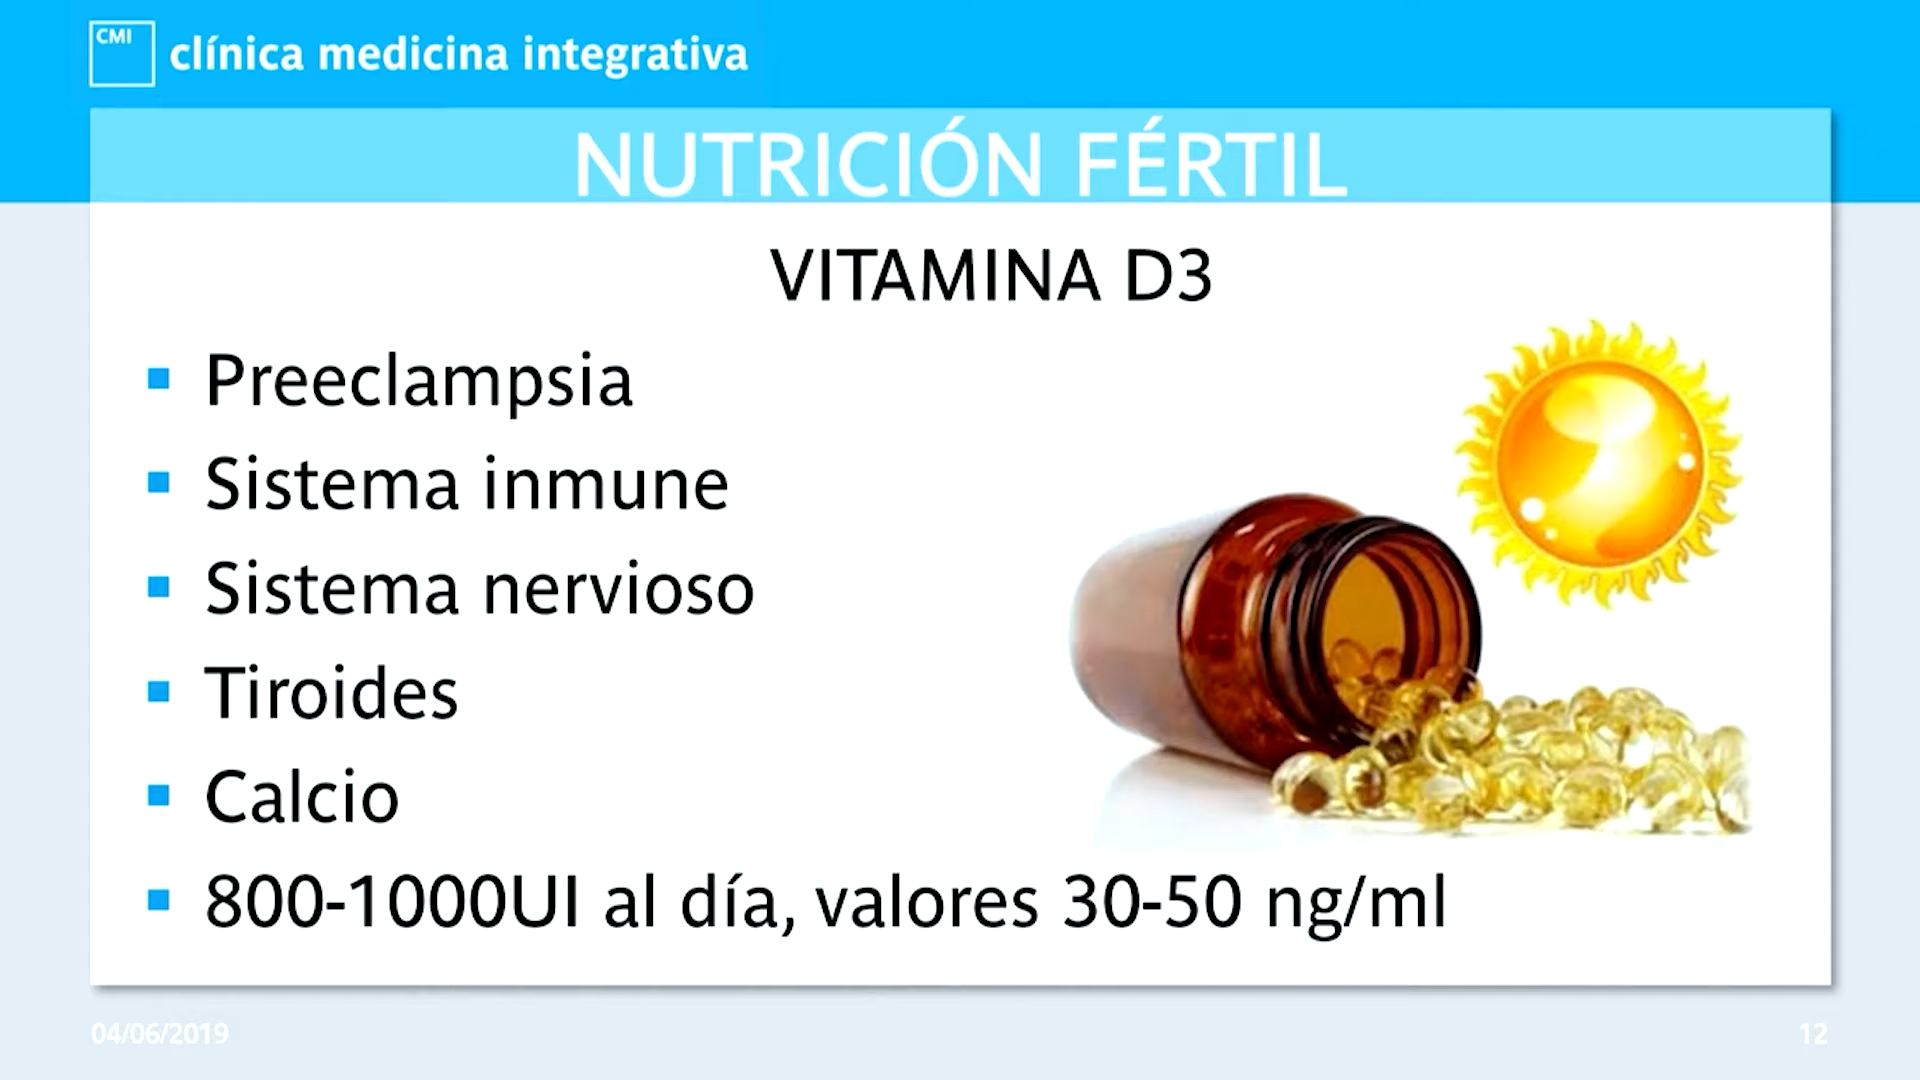 CMI
clínica medicina integrativa
NUTRICIÓN FÉRTIL
VITAMINA D3
Preeclampsia
Sistema inmune
Sistema nervioso
Tiroides
Calcio
800-1000UI al día, valores 30-50 ng/ml
04/06/2019
12